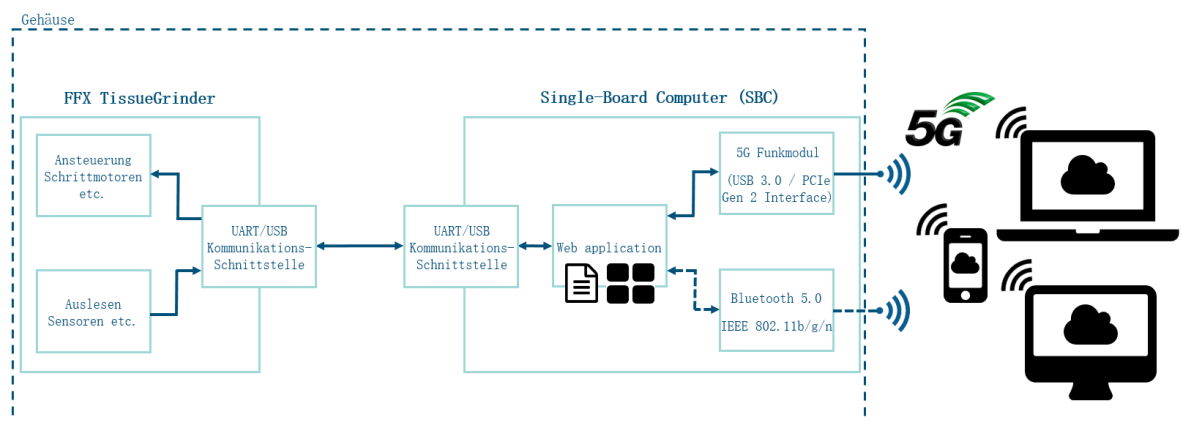 Gehäuse
FFX TissueGrinder
Ansteuerung
Schrittmotoren
etc.
UART/USB
Kommunikations-
Schnittstelle
Auslesen
Sensoren etc.
Single-Board Computer (SBC)
UART/USB
Kommunikations-
Schnittstelle
Web application
5G Funkmodul
(USB 3.0 / PCIe
Gen 2 Interface)
Bluetooth 5.0
IEEE 802.11b/g/n
5G